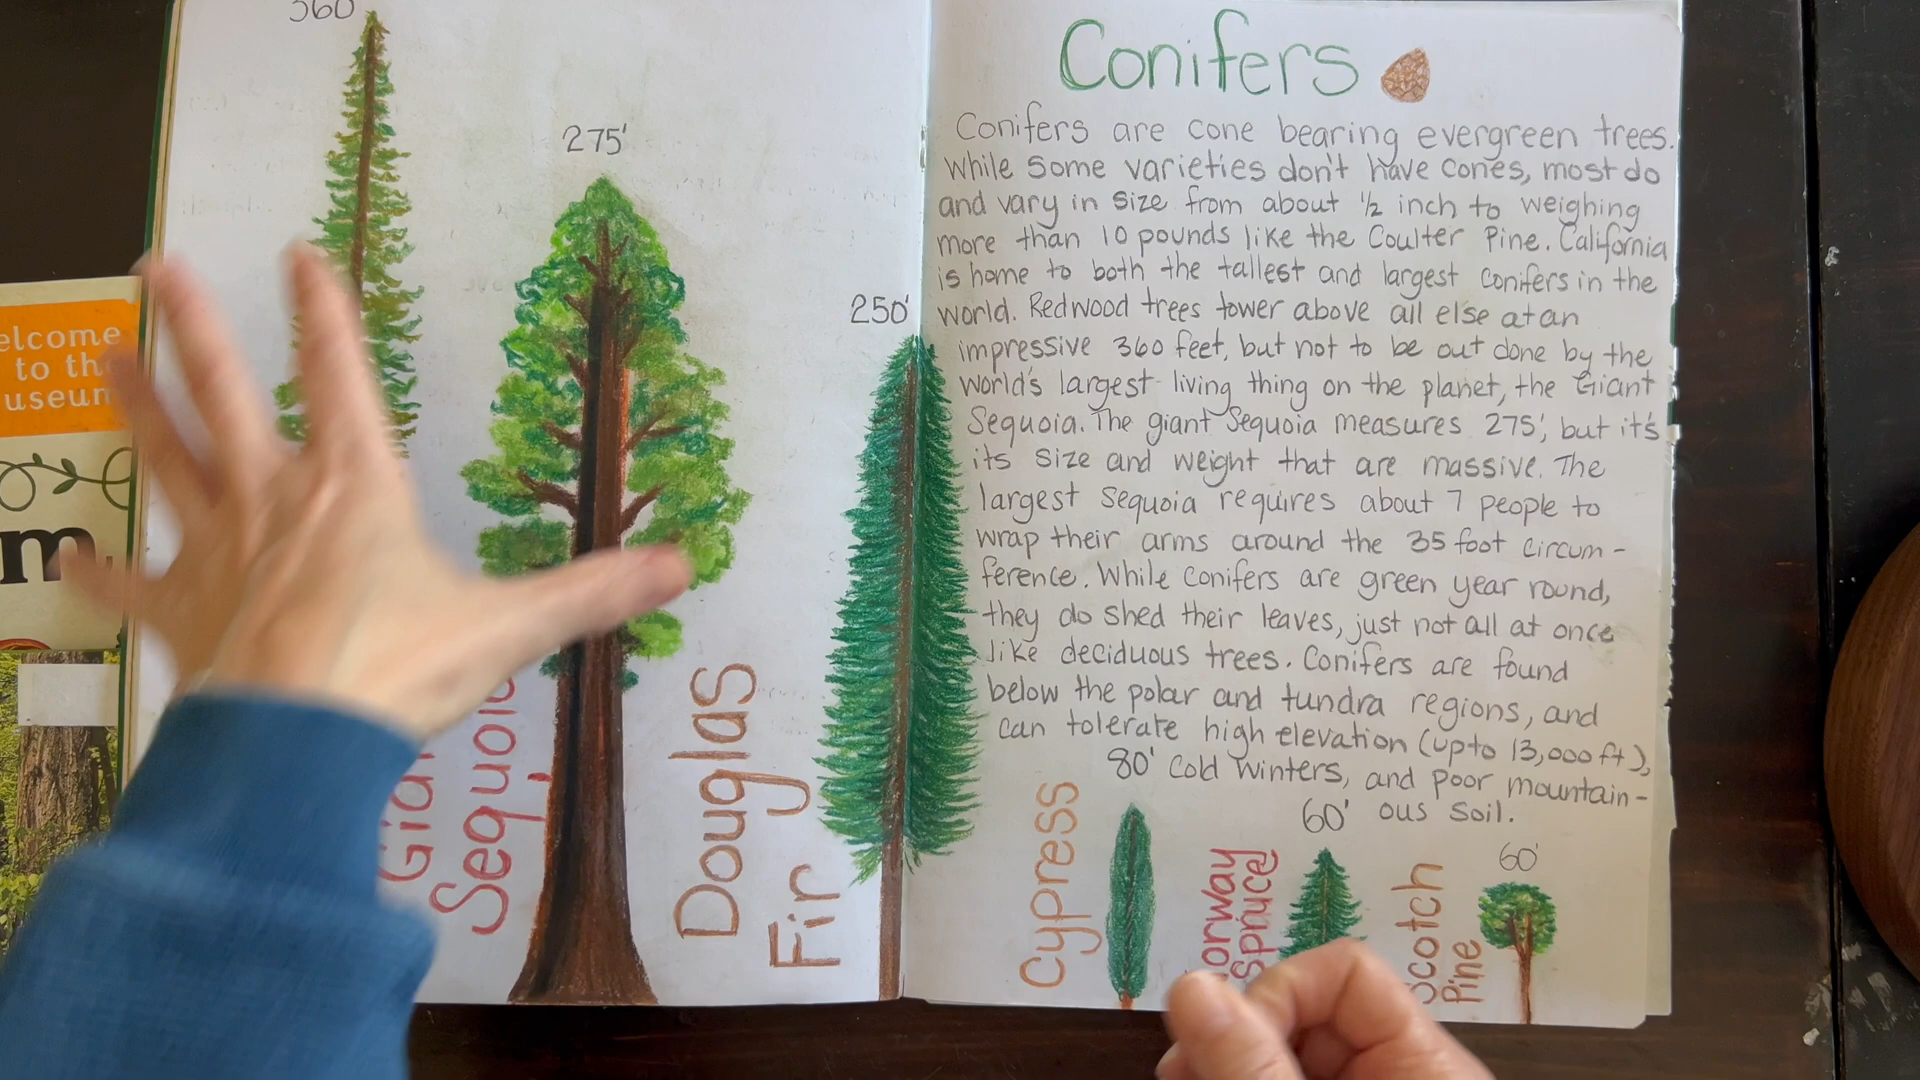 360'
275'
250'
elcome
to th
useum
m
Giant
Sequoia
Douglas
Fir
Conifers
Conifers are cone bearing evergreen trees.
While some varieties don't have cones, most do
and vary in size from about 1/2 inch to weighing
more than 10 pounds like the Coulter Pine. California
is home to both the tallest and largest conifers in the
world. Redwood trees tower above all else at an
impressive 360 feet, but not to be out done by the
world's largest living thing on the planet, the Giant
Sequoia. The giant Sequoia measures 275', but it's
its size and weight that are massive. The
largest Sequoia requires about 7 people to
wrap their arms around the 35 foot circum-
ference. While conifers are green year round,
they do shed their leaves, just not all at once
like deciduous trees. Conifers are found
below the polar and tundra regions, and
can tolerate high elevation (up to 13,000 ft),
cold winters, and poor mountain-
ous soil.
80'
60'
60'
Cypress
Norway
Spruce
Scotch
Pine